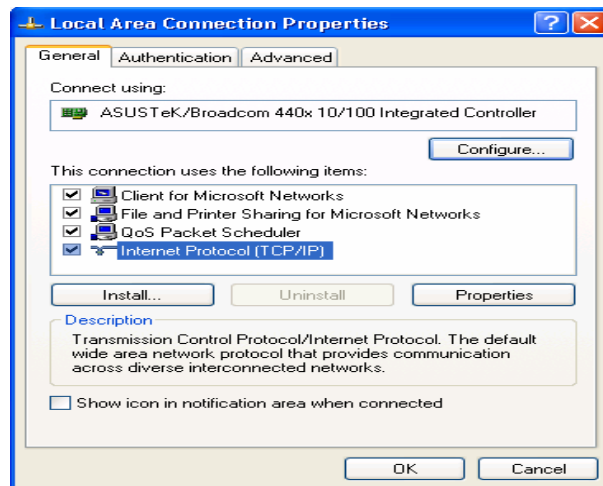 Local Area Connection Properties
General Authentication Advanced
Connect using:
ASUSTeK/Broadcom 440x 10/100 Integrated Controller
Configure...
This connection uses the following items:
Client for Microsoft Networks
File and Printer Sharing for Microsoft Networks
QoS Packet Scheduler
Internet Protocol (TCP/IP)
Install... Uninstall Properties
Description
Transmission Control Protocol/Internet Protocol. The default
wide area network protocol that provides communication
across diverse interconnected networks.
Show icon in notification area when connected
OK Cancel